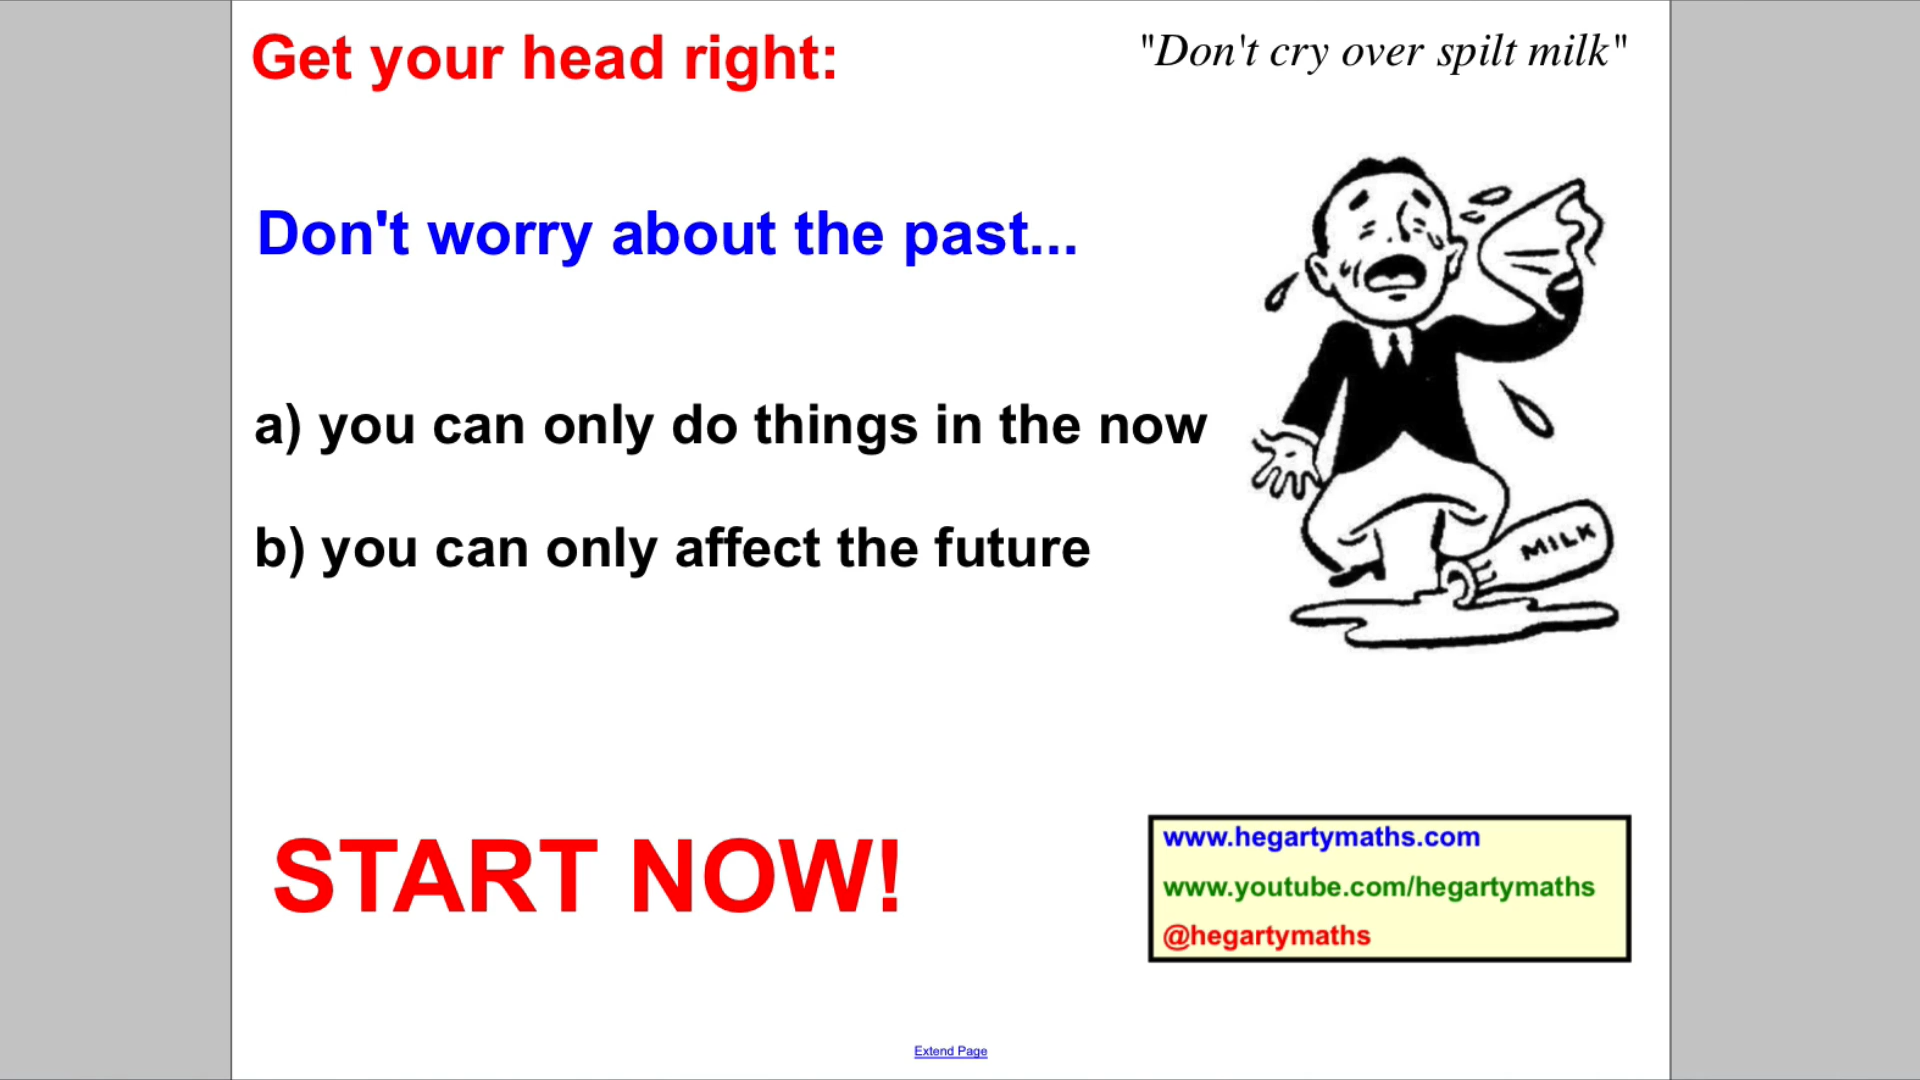 Get your head right:
"Don't cry over spilt milk"
Don't worry about the past...
a) you can only do things in the now
b) you can only affect the future
MILK
START NOW!
www.hegartymaths.com
www.youtube.com/hegartymaths
@hegartymaths
Extend Page